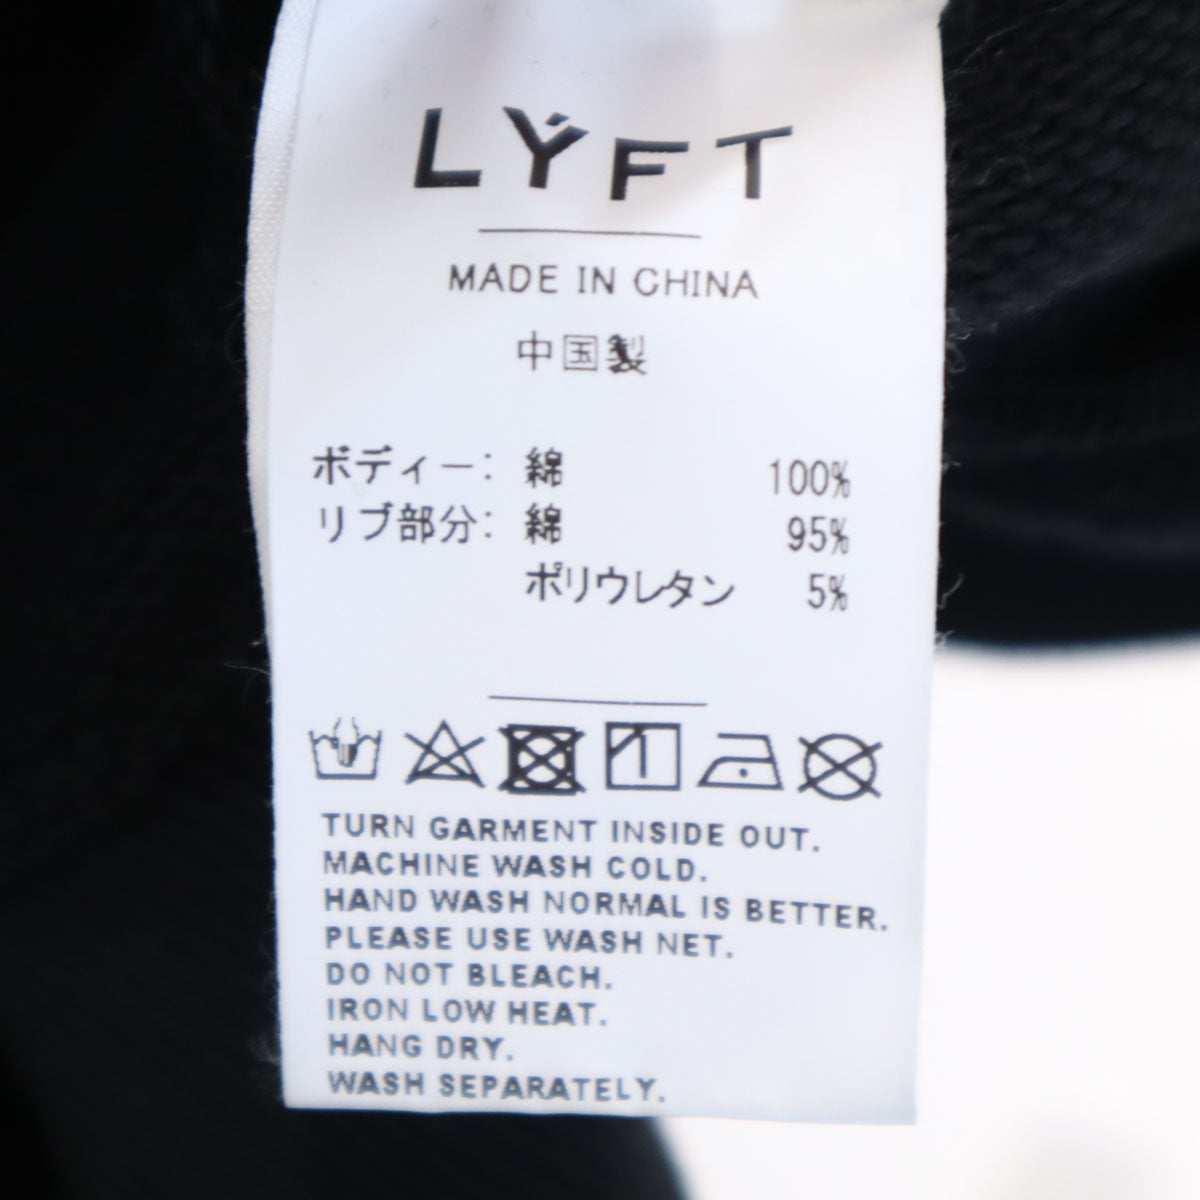 LYFT
MADE IN CHINA
中国製
ボディー: 綿 100%
リブ部分: 綿 95%
ポリウレタン 5%
TURN GARMENT INSIDE OUT.
MACHINE WASH COLD.
HAND WASH NORMAL IS BETTER.
PLEASE USE WASH NET.
DO NOT BLEACH.
IRON LOW HEAT.
HANG DRY.
WASH SEPARATELY.